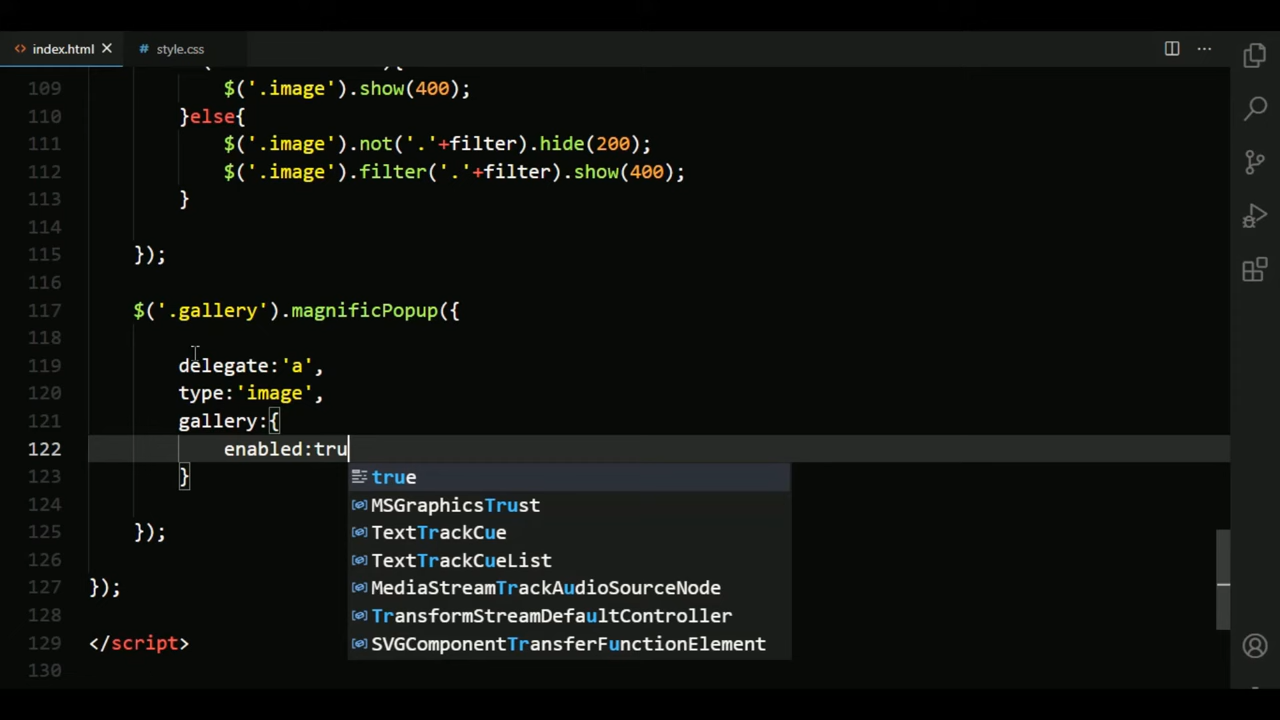 index.html
style.css
109 $('.image').show(400);
110 }else{
111 $('.image').not('.'+filter).hide(200);
112 $('.image').filter('.'+filter).show(400);
113 }
114
115 });
116
117 $('.gallery').magnificPopup({
118
119 delegate:'a',
120 type:'image',
121 gallery:{
122 enabled:tru
123 }
124
125 });
126
127 });
128
129 </script>
130
true
MSGraphicsTrust
TextTrackCue
TextTrackCueList
MediaStreamTrackAudioSourceNode
TransformStreamDefaultController
SVGComponentTransferFunctionElement